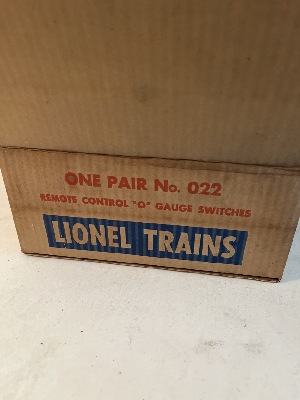 ONE PAIR No. 022
REMOTE CONTROL "O" GAUGE SWITCHES
LIONEL TRAINS